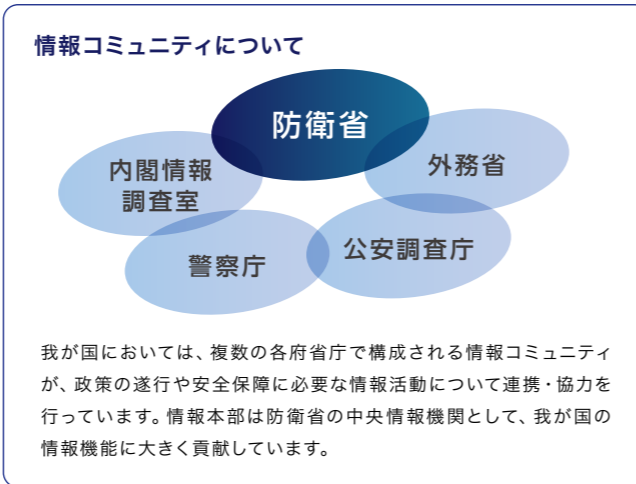 情報コミュニティについて
防衛省
内閣情報
調査室
外務省
警察庁
公安調査庁
我が国においては、複数の各府省庁で構成される情報コミュニティ
が、政策の遂行や安全保障に必要な情報活動について連携・協力を
行っています。情報本部は防衛省の中央情報機関として、我が国の
情報機能に大きく貢献しています。